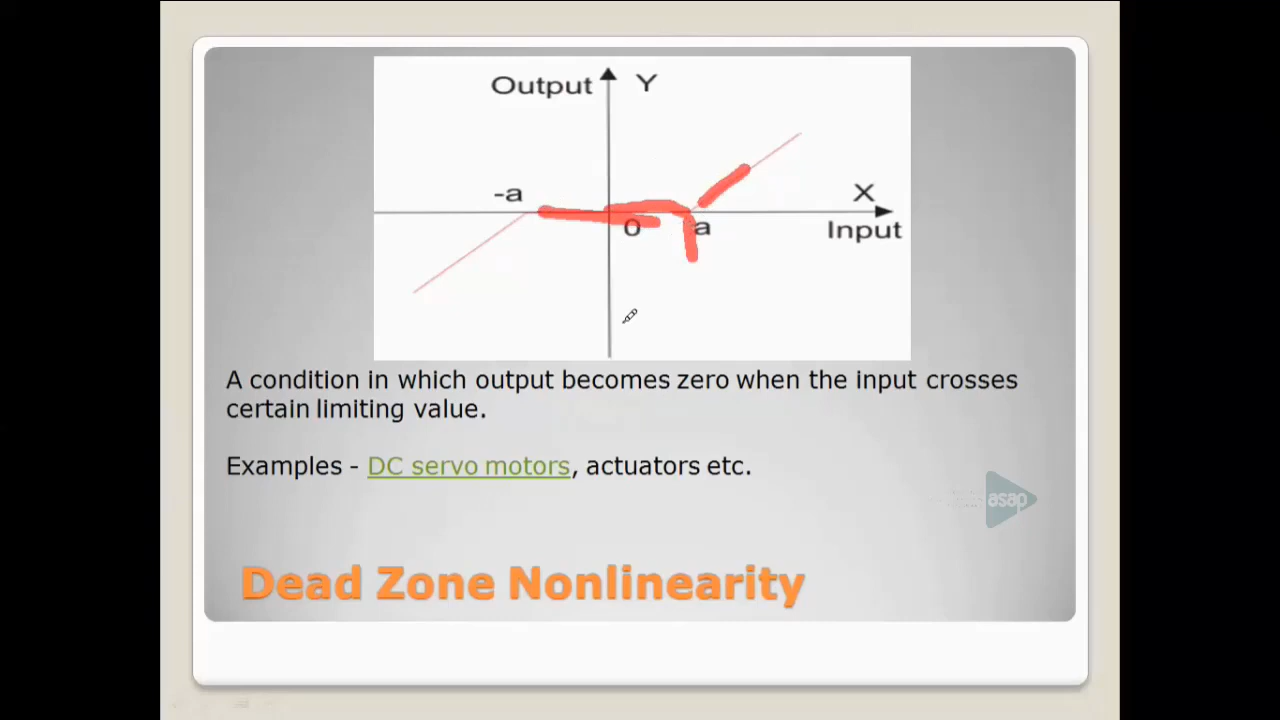 Output Y
-a
X
0
a
Input
A condition in which output becomes zero when the input crosses
certain limiting value.
Examples - DC servo motors, actuators etc.
asap
Dead Zone Nonlinearity